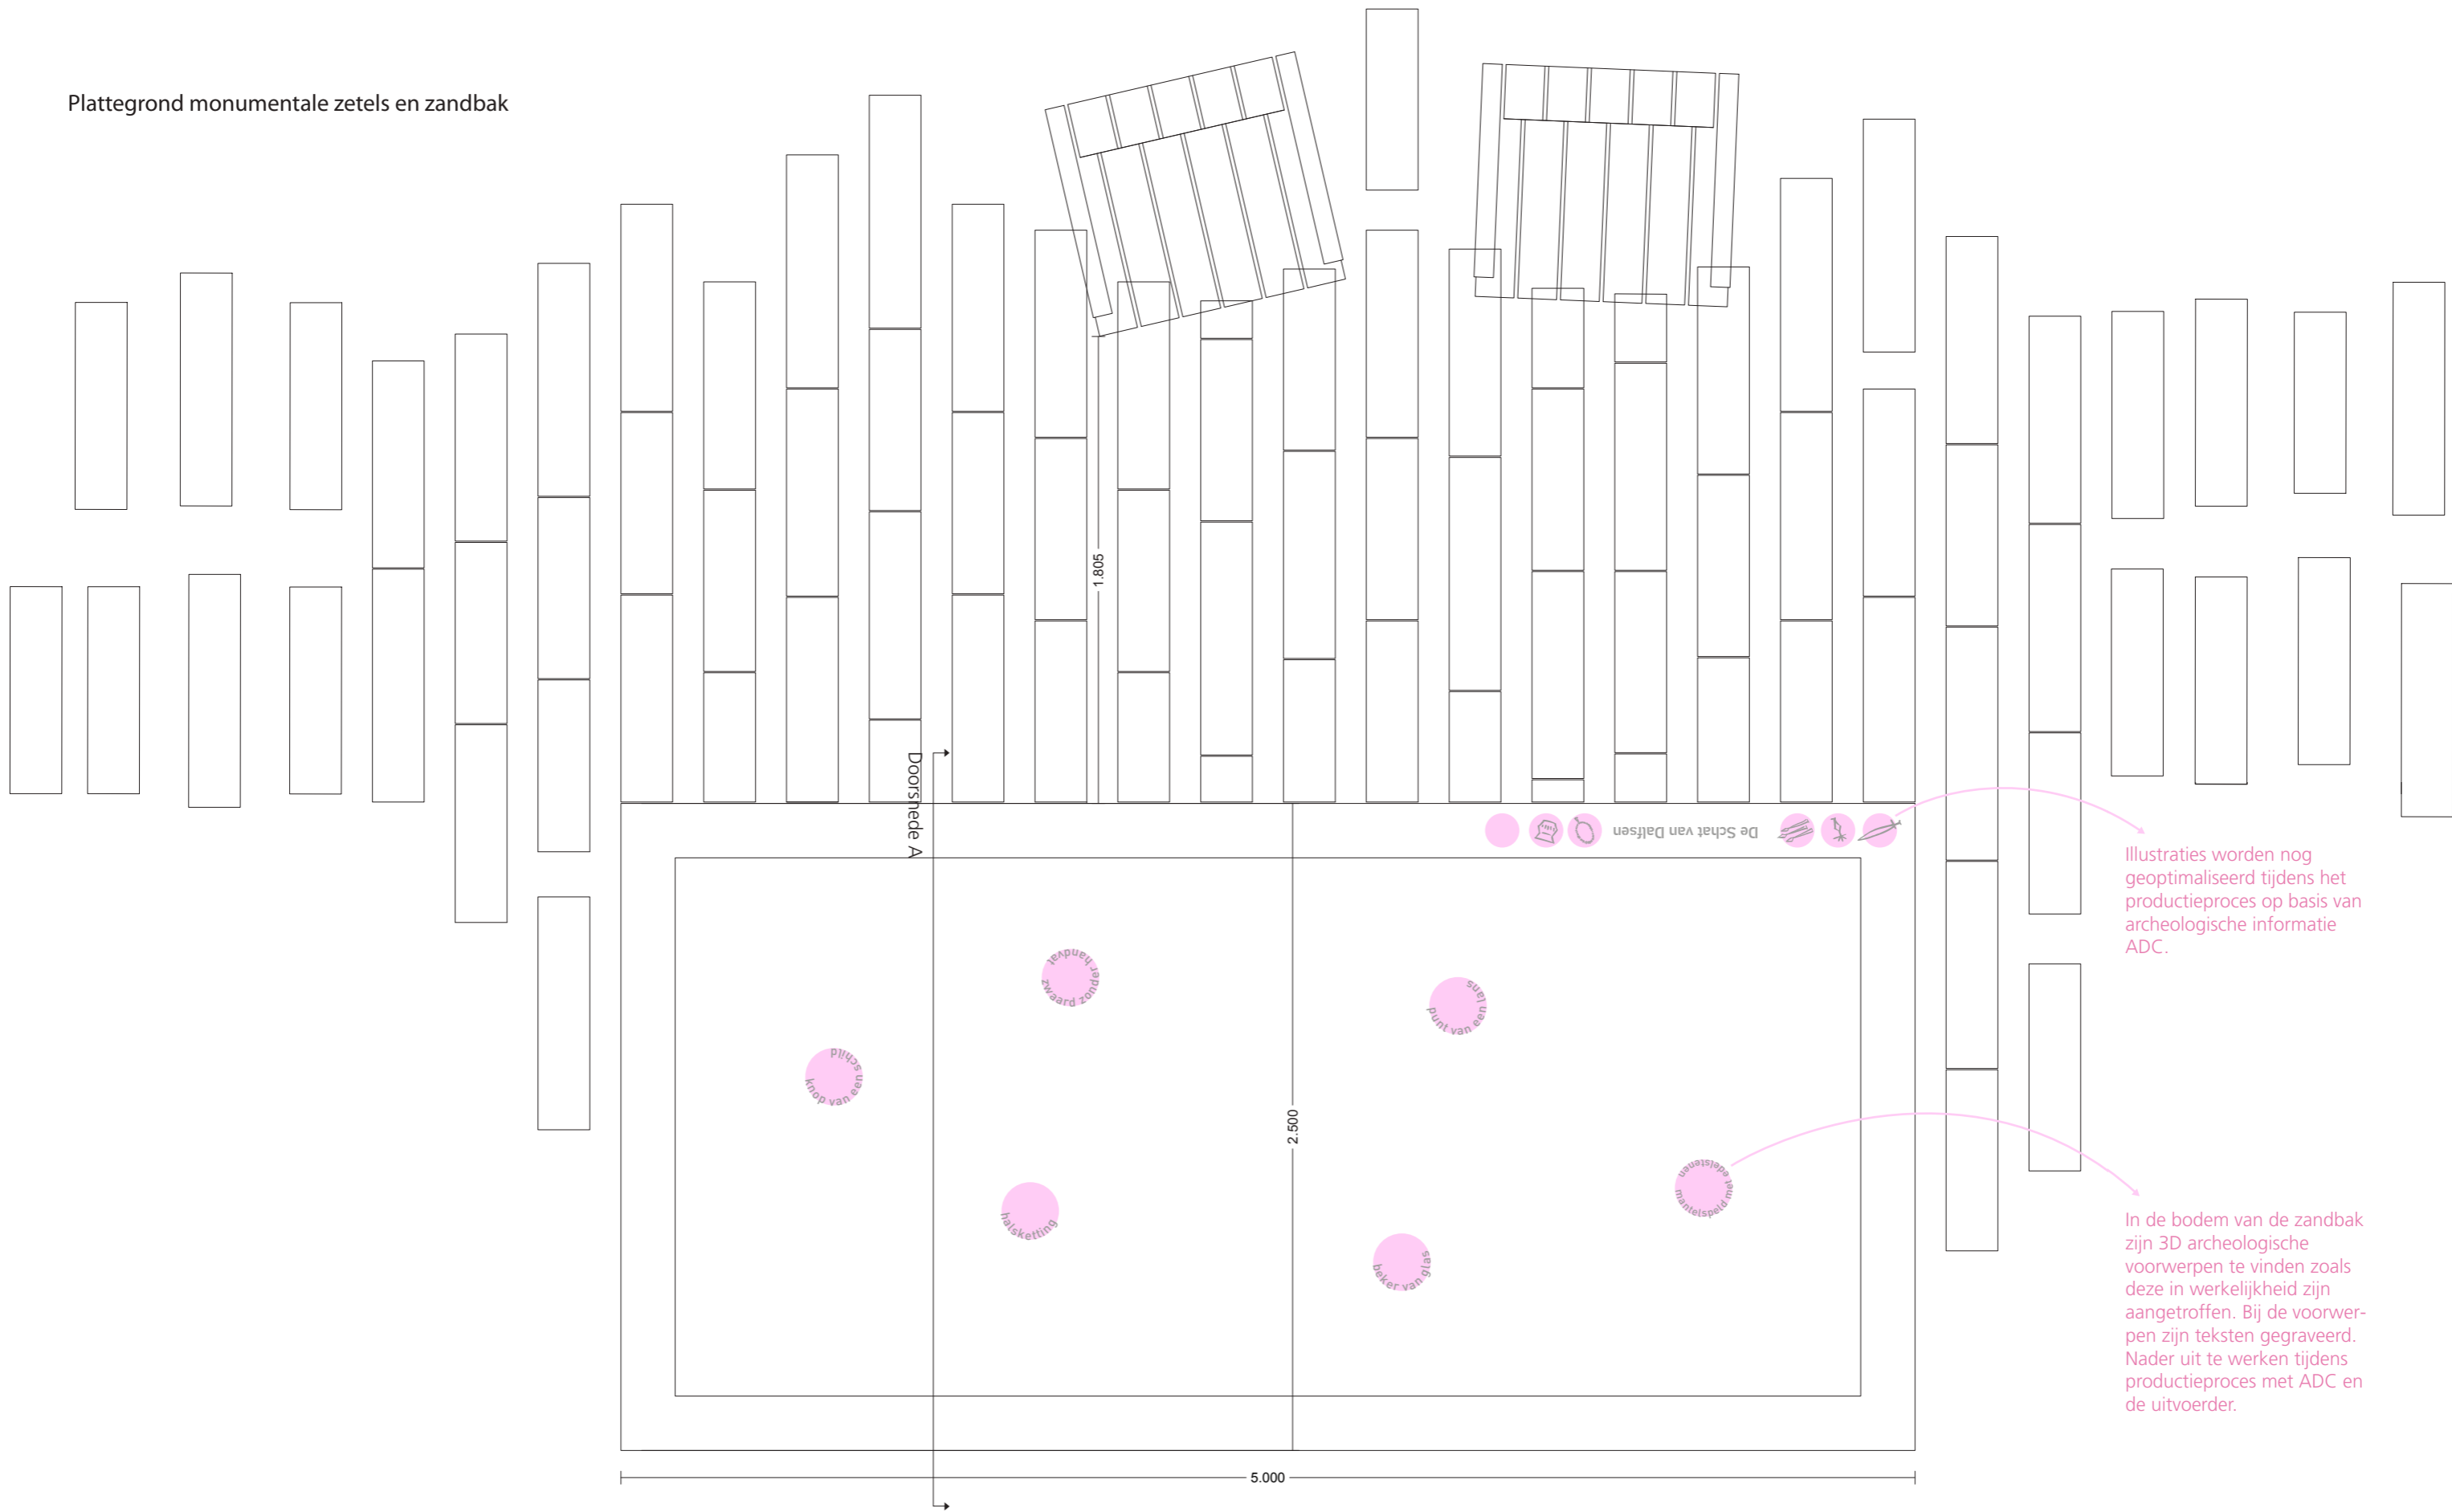 Plattegrond monumentale zetels en zandbak
1.805
Doorsnede A
De Schat van Dalfsen
Illustraties worden nog
geoptimaliseerd tijdens het
productieproces op basis van
archeologische informatie
ADC.
zwaard zonder handvat
punt van een lans
knop van een schild
2.500
mantelspeld met edelstenen
halsketting
beker van glas
In de bodem van de zandbak
zijn 3D archeologische
voorwerpen te vinden zoals
deze in werkelijkheid zijn
aangetroffen. Bij de voorwer-
pen zijn teksten gegraveerd.
Nader uit te werken tijdens
productieproces met ADC en
de uitvoerder.
5.000